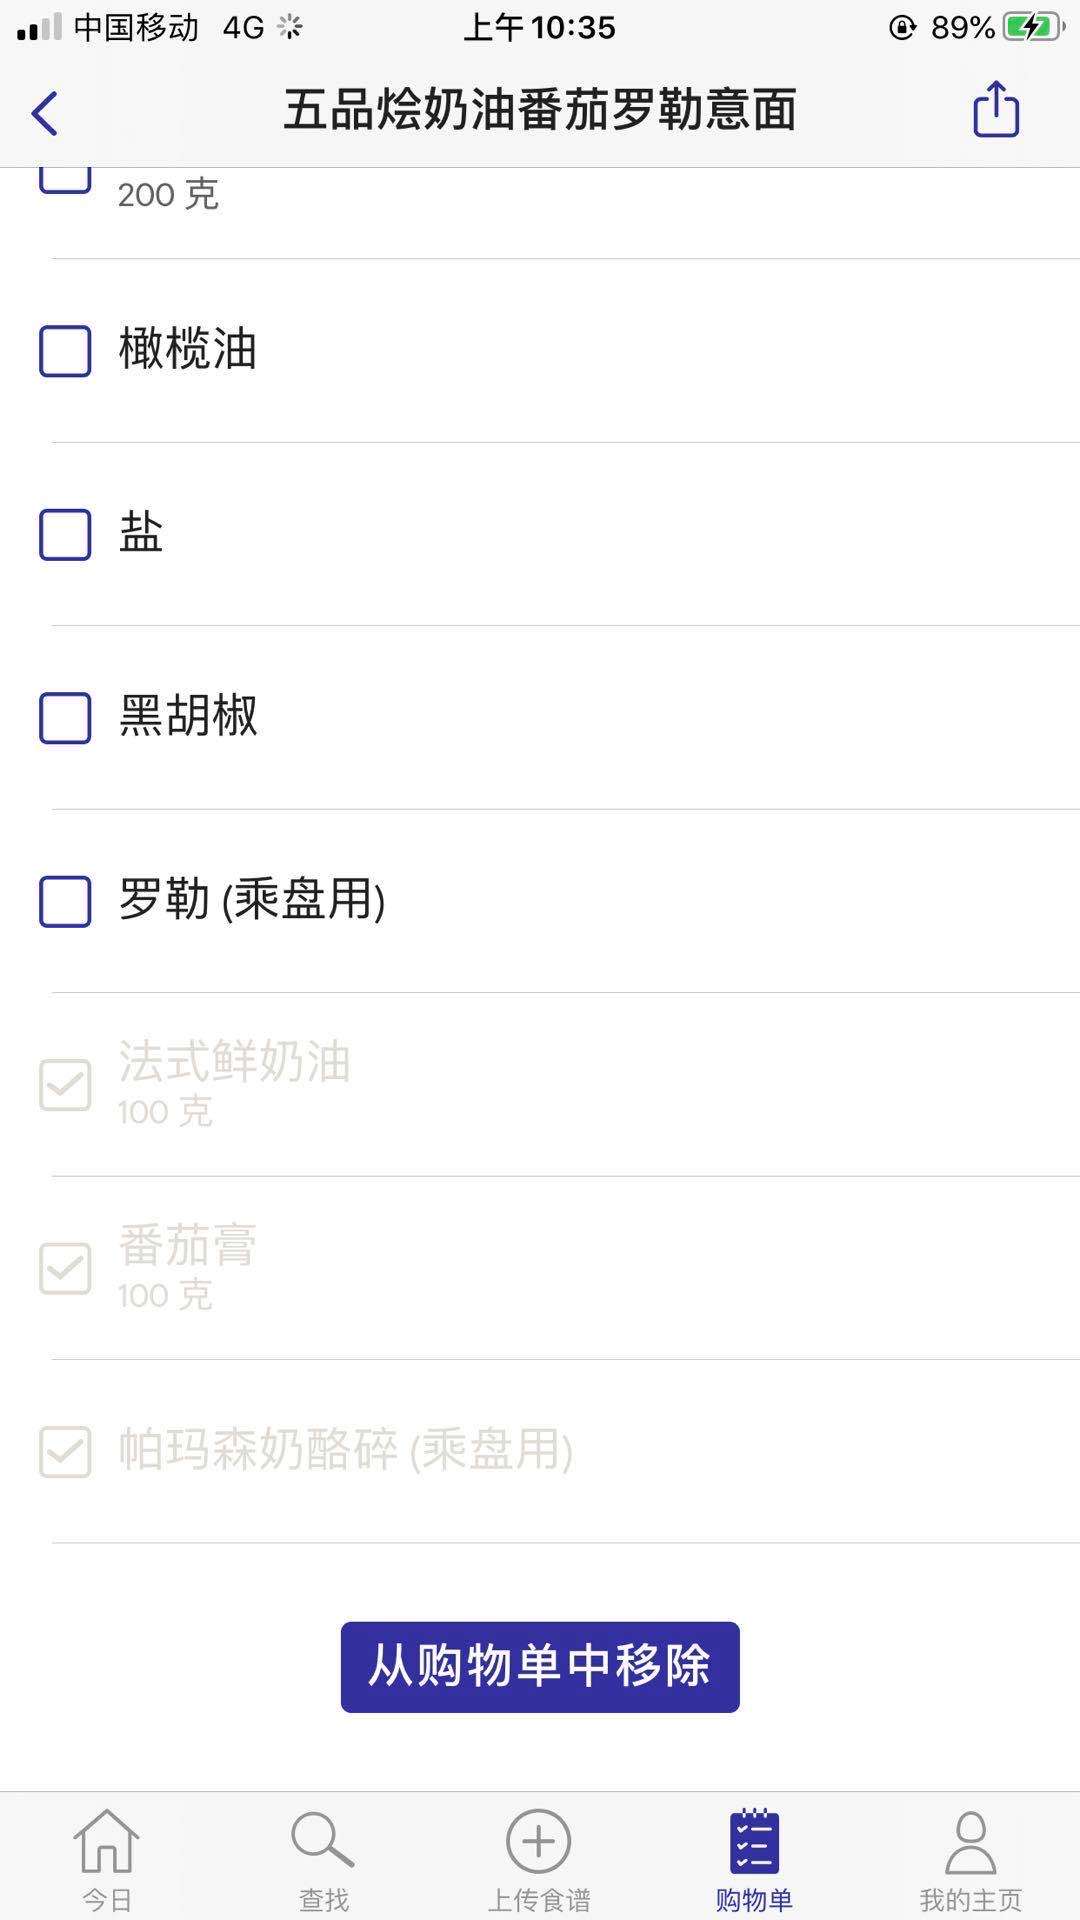 中国移动 4G 上午10:35 89%
五品烩奶油番茄罗勒意面
200 克
橄榄油
盐
黑胡椒
罗勒 (乘盘用)
法式鲜奶油
100 克
番茄膏
100 克
帕玛森奶酪碎 (乘盘用)
从购物单中移除
今日 查找 上传食谱 购物单 我的主页